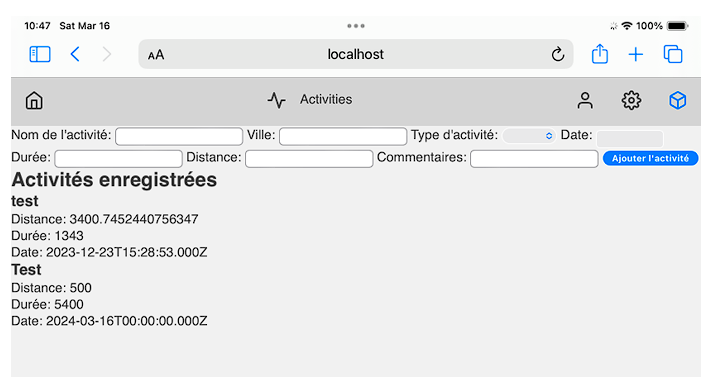 10:47 Sat Mar 16 100%
AA localhost
Activities
Nom de l'activité: Ville: Type d'activité: Date:
Durée: Distance: Commentaires: Ajouter l'activité
Activités enregistrées
test
Distance: 3400.7452440756347
Durée: 1343
Date: 2023-12-23T15:28:53.000Z
Test
Distance: 500
Durée: 5400
Date: 2024-03-16T00:00:00.000Z